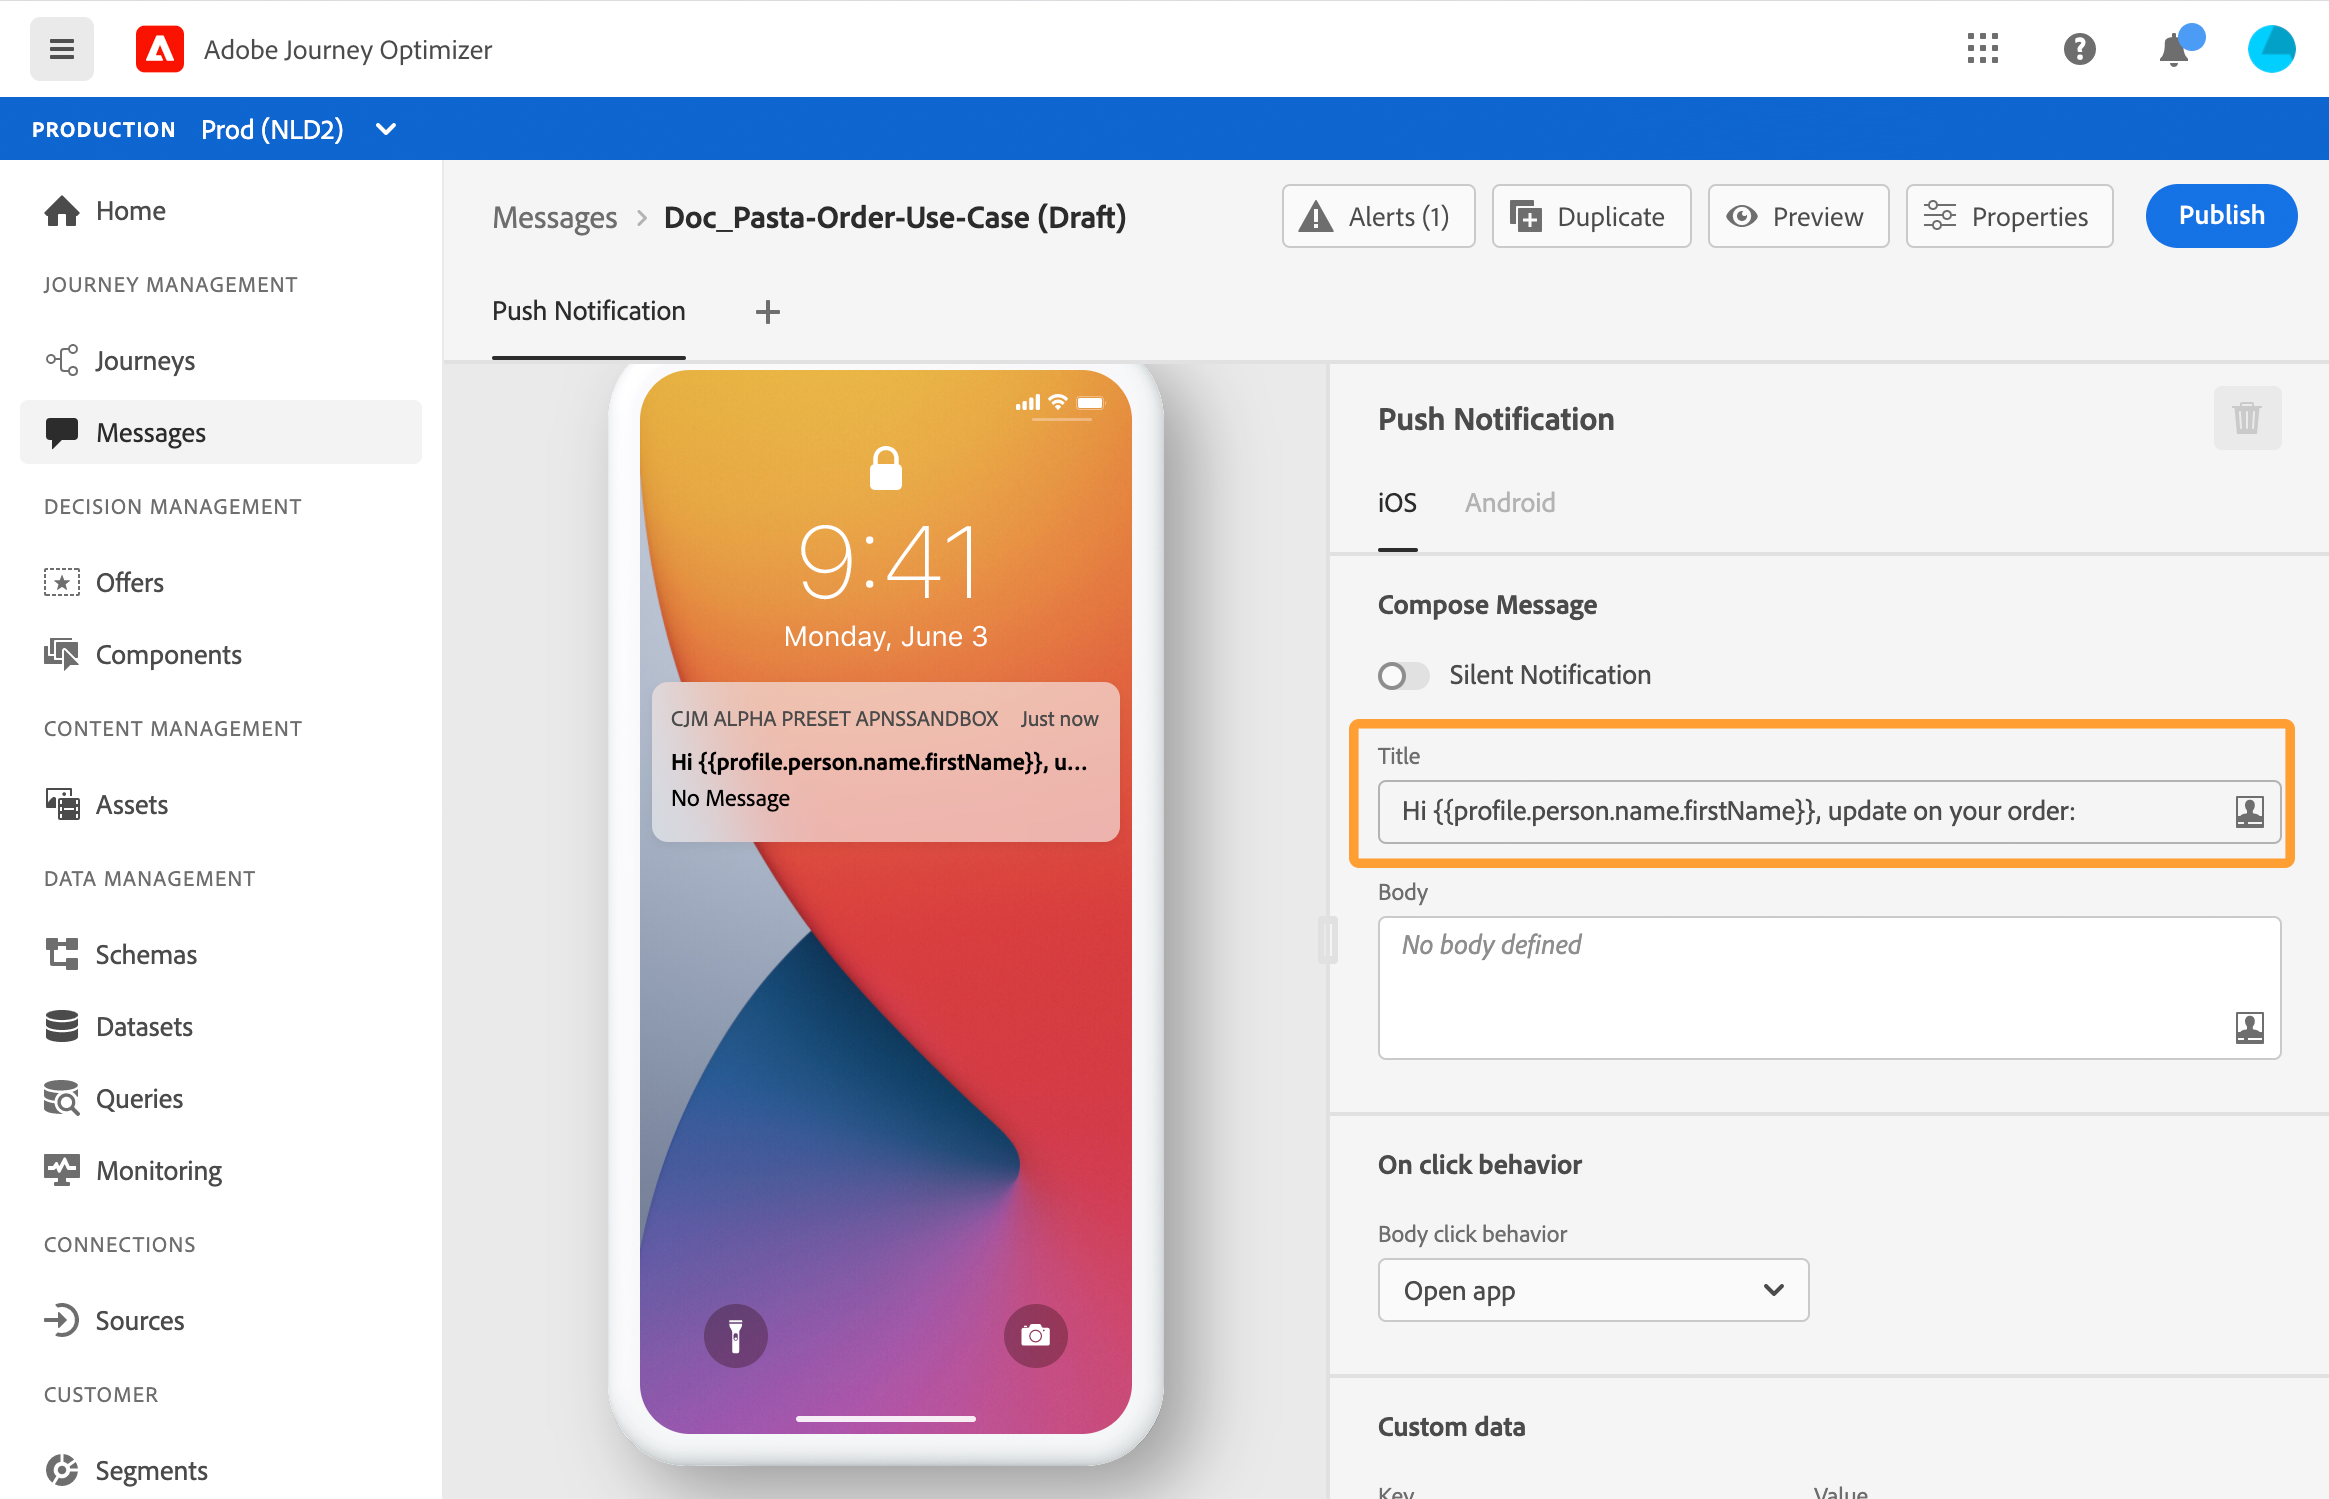 Adobe Journey Optimizer
PRODUCTION Prod (NLD2)
Home
JOURNEY MANAGEMENT
Journeys
Messages
DECISION MANAGEMENT
Offers
Components
CONTENT MANAGEMENT
Assets
DATA MANAGEMENT
Schemas
Datasets
Queries
Monitoring
CONNECTIONS
Sources
CUSTOMER
Segments
Messages > Doc_Pasta-Order-Use-Case (Draft)
Alerts (1)
Duplicate
Preview
Properties
Publish
Push Notification +
9:41
Monday, June 3
CJM ALPHA PRESET APNSSANDBOX Just now
Hi {{profile.person.name.firstName}}, u...
No Message
Push Notification
iOS Android
Compose Message
Silent Notification
Title
Hi {{profile.person.name.firstName}}, update on your order:
Body
No body defined
On click behavior
Body click behavior
Open app
Custom data
Key Value